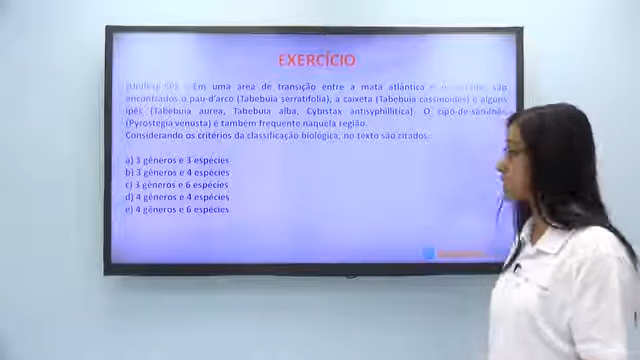 EXERCÍCIO
(Unifesp-SP) - Em uma área de transição entre a mata atlântica e o cerrado são
encontrados o pau-d'arco (Tabebuia serratifolia), a caixeta (Tabebuia cassinoides) e alguns
ipês (Tabebuia aurea, Tabebuia alba, Cybistax antisyphillitica). O cipó-de-são-joão
(Pyrostegia venusta) é também frequente naquela região.
Considerando os critérios da classificação biológica, no texto são citados:
a) 3 gêneros e 3 espécies
b) 3 gêneros e 4 espécies
c) 3 gêneros e 6 espécies
d) 4 gêneros e 4 espécies
e) 4 gêneros e 6 espécies